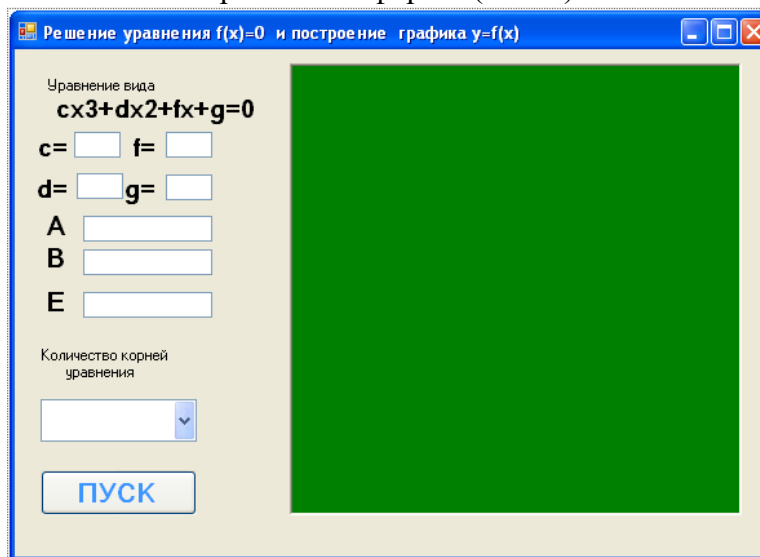 Решение уравнения f(x)=0 и построение графика y=f(x)
Уравнение вида
cx3+dx2+fx+g=0
c= f=
d= g=
A
B
E
Количество корней
уравнения
ПУСК